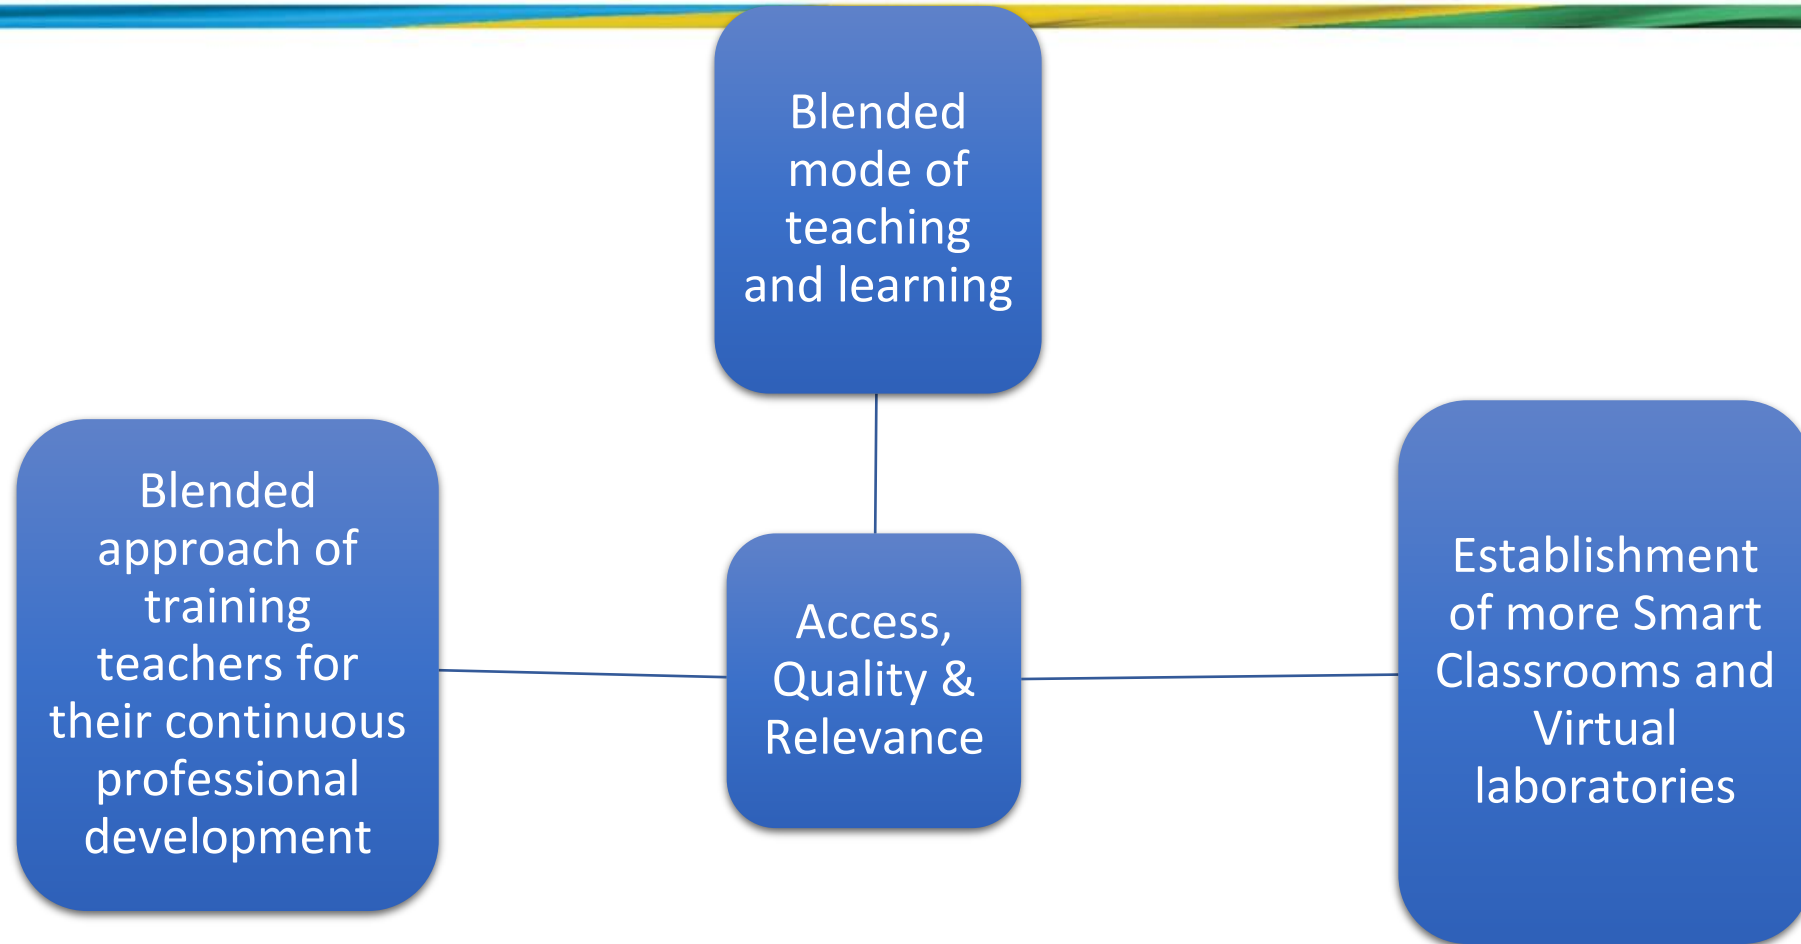 Blended
mode of
teaching
and learning
Blended
approach of
training
teachers for
their continuous
professional
development
Access,
Quality &
Relevance
Establishment
of more Smart
Classrooms and
Virtual
laboratories